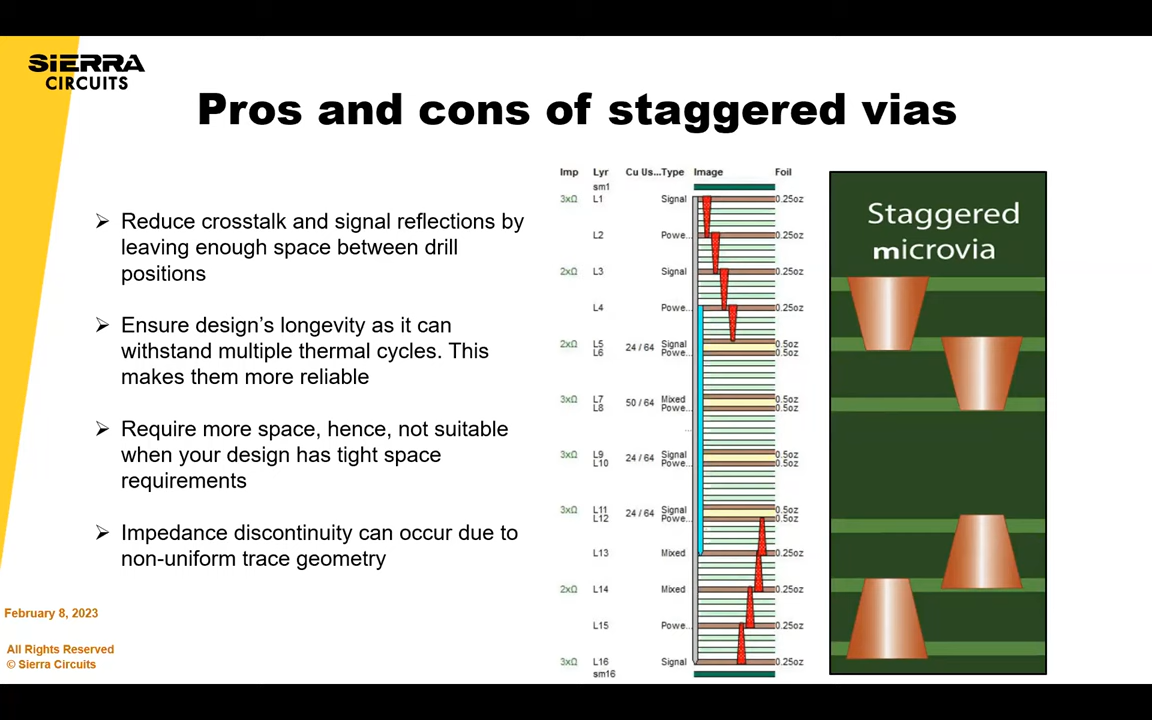 SIERRA
CIRCUITS
Pros and cons of staggered vias
➢ Reduce crosstalk and signal reflections by
leaving enough space between drill
positions
➢ Ensure design's longevity as it can
withstand multiple thermal cycles. This
makes them more reliable
➢ Require more space, hence, not suitable
when your design has tight space
requirements
➢ Impedance discontinuity can occur due to
non-uniform trace geometry
February 8, 2023
All Rights Reserved
© Sierra Circuits
Imp Lyr Cu Us...Type Image Foil
sm1
3xΩ L1 Signal 0.25oz
L2 Powe... 0.25oz
2xΩ L3 Signal 0.25oz
L4 Powe... 0.25oz
2xΩ L5 24 / 64 Signal 0.5oz
L6 Powe... 0.5oz
3xΩ L7 50 / 64 Mixed 0.5oz
L8 Powe... 0.5oz
...
3xΩ L9 24 / 64 Signal 0.5oz
L10 Powe... 0.5oz
3xΩ L11 24 / 64 Signal 0.5oz
L12 Powe... 0.5oz
L13 Mixed 0.25oz
2xΩ L14 Mixed 0.25oz
L15 Powe... 0.25oz
3xΩ L16 Signal 0.25oz
sm16
Staggered
microvia